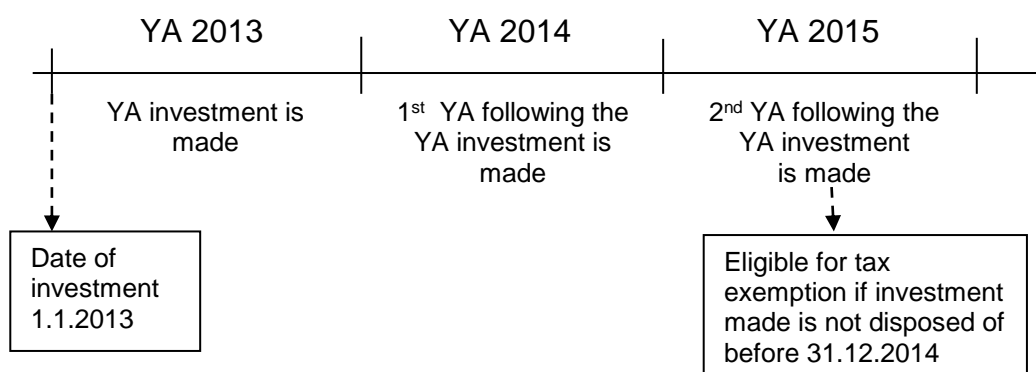 YA 2013 YA 2014 YA 2015
YA investment is
made
1st YA following the
YA investment is
made
2nd YA following the
YA investment
is made
Date of
investment
1.1.2013
Eligible for tax
exemption if investment
made is not disposed of
before 31.12.2014